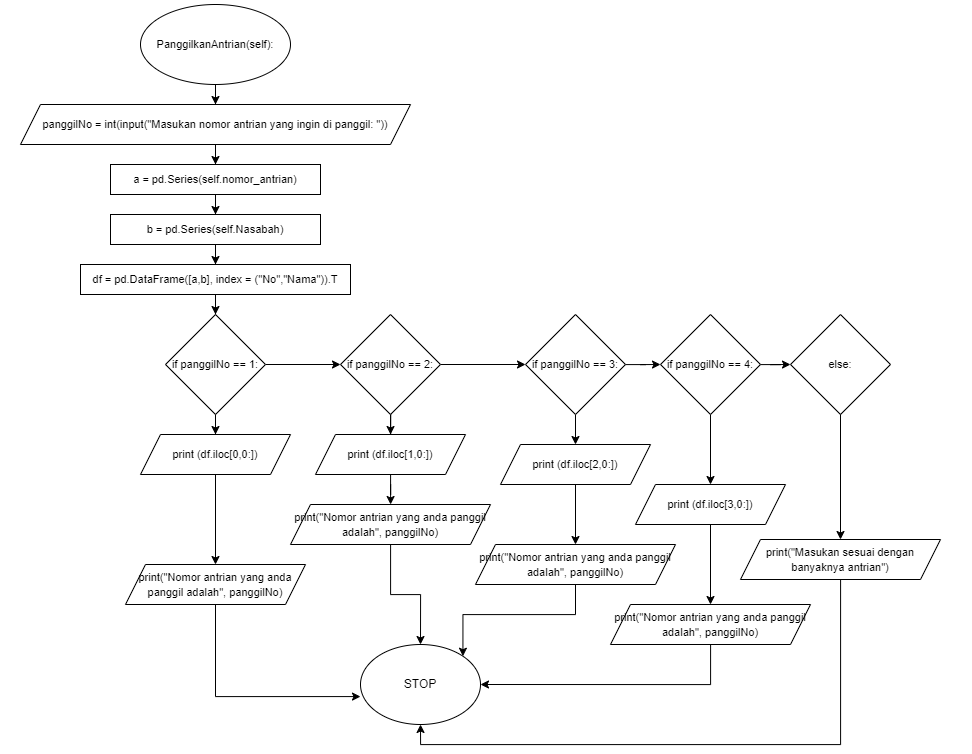 PanggilkanAntrian(self):
panggilNo = int(input("Masukan nomor antrian yang ingin di panggil: "))
a = pd.Series(self.nomor_antrian)
b = pd.Series(self.Nasabah)
df = pd.DataFrame([a,b], index = ("No","Nama")).T
if panggilNo == 1:
if panggilNo == 2:
if panggilNo == 3:
if panggilNo == 4:
else:
print (df.iloc[0,0:])
print (df.iloc[1,0:])
print (df.iloc[2,0:])
print (df.iloc[3,0:])
print("Nomor antrian yang anda panggil
adalah", panggilNo)
print("Masukan sesuai dengan
banyaknya antrian")
print("Nomor antrian yang anda panggil
adalah", panggilNo)
print("Nomor antrian yang anda
panggil adalah", panggilNo)
print("Nomor antrian yang anda panggil
adalah", panggilNo)
STOP